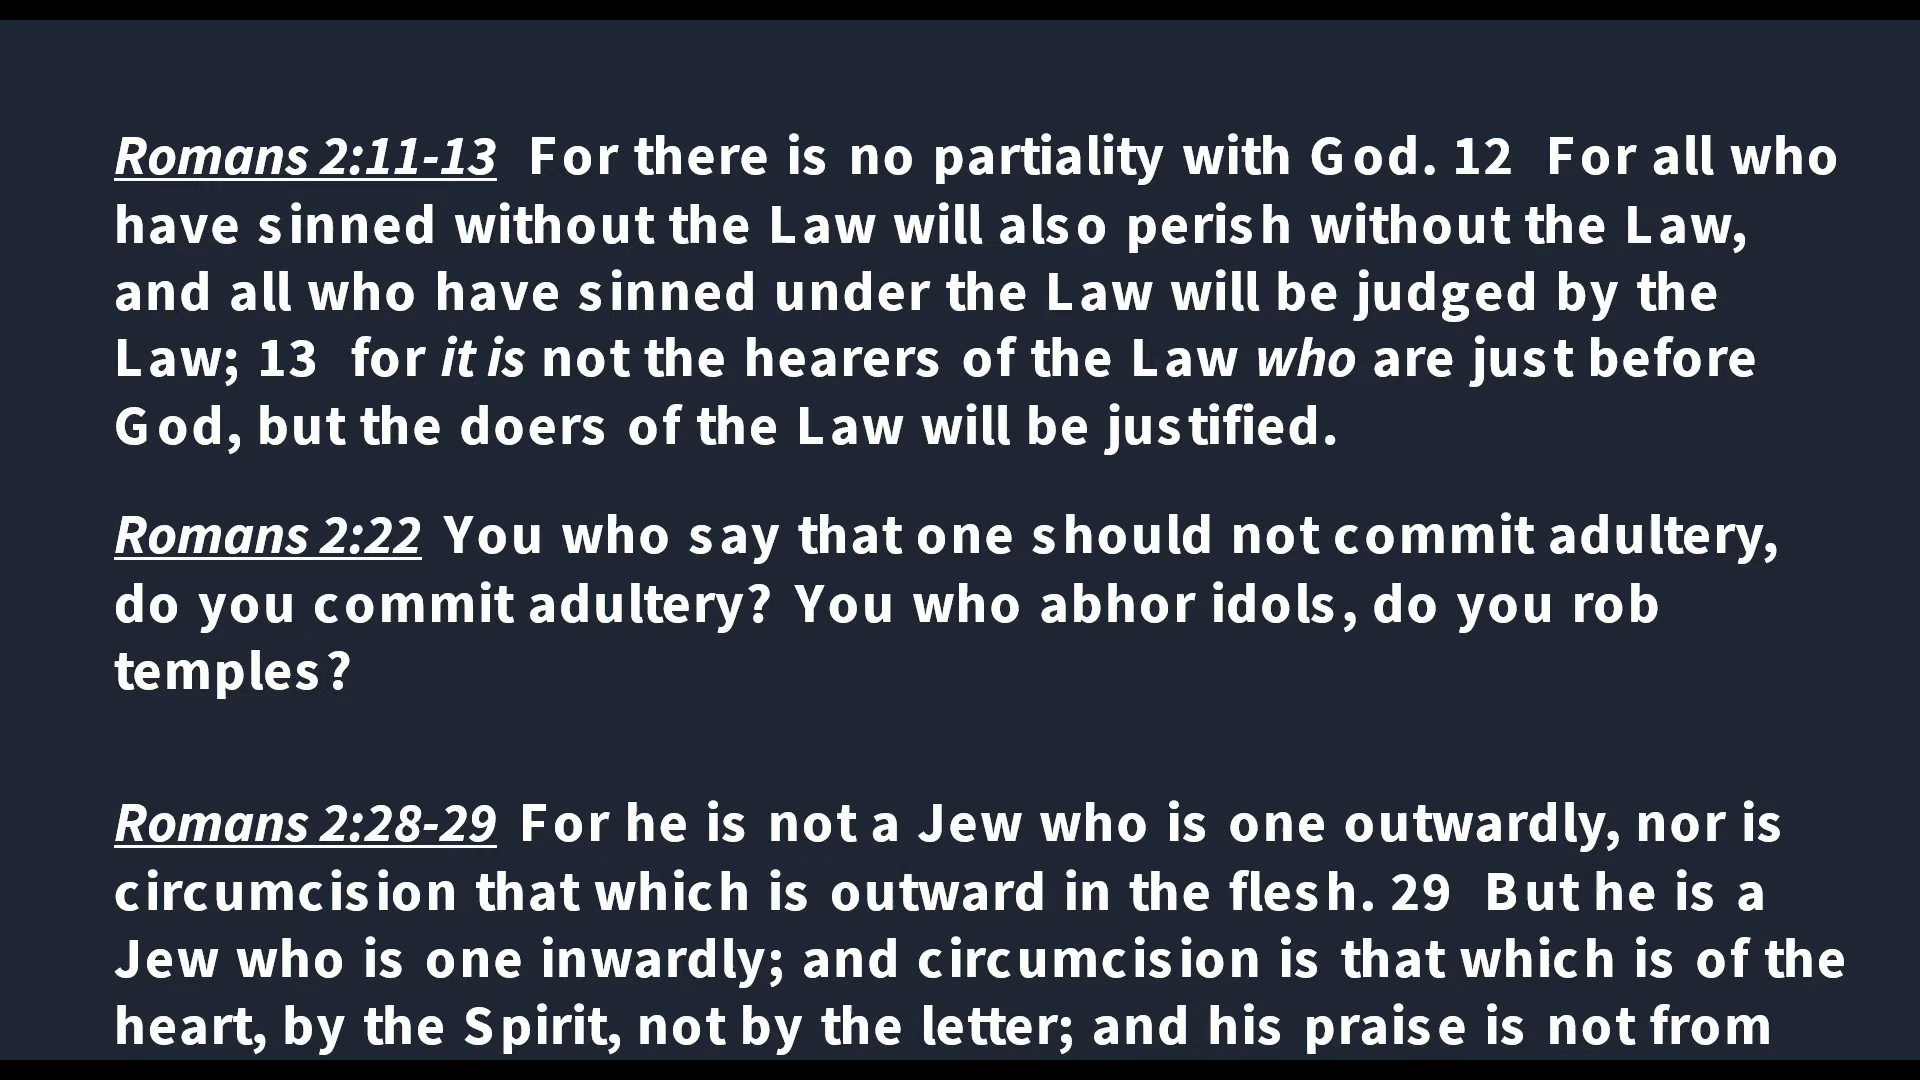 Romans 2:11-13 For there is no partiality with God. 12 For all who
have sinned without the Law will also perish without the Law,
and all who have sinned under the Law will be judged by the
Law; 13 for it is not the hearers of the Law who are just before
God, but the doers of the Law will be justified.
Romans 2:22 You who say that one should not commit adultery,
do you commit adultery? You who abhor idols, do you rob
temples?
Romans 2:28-29 For he is not a Jew who is one outwardly, nor is
circumcision that which is outward in the flesh. 29 But he is a
Jew who is one inwardly; and circumcision is that which is of the
heart, by the Spirit, not by the letter; and his praise is not from